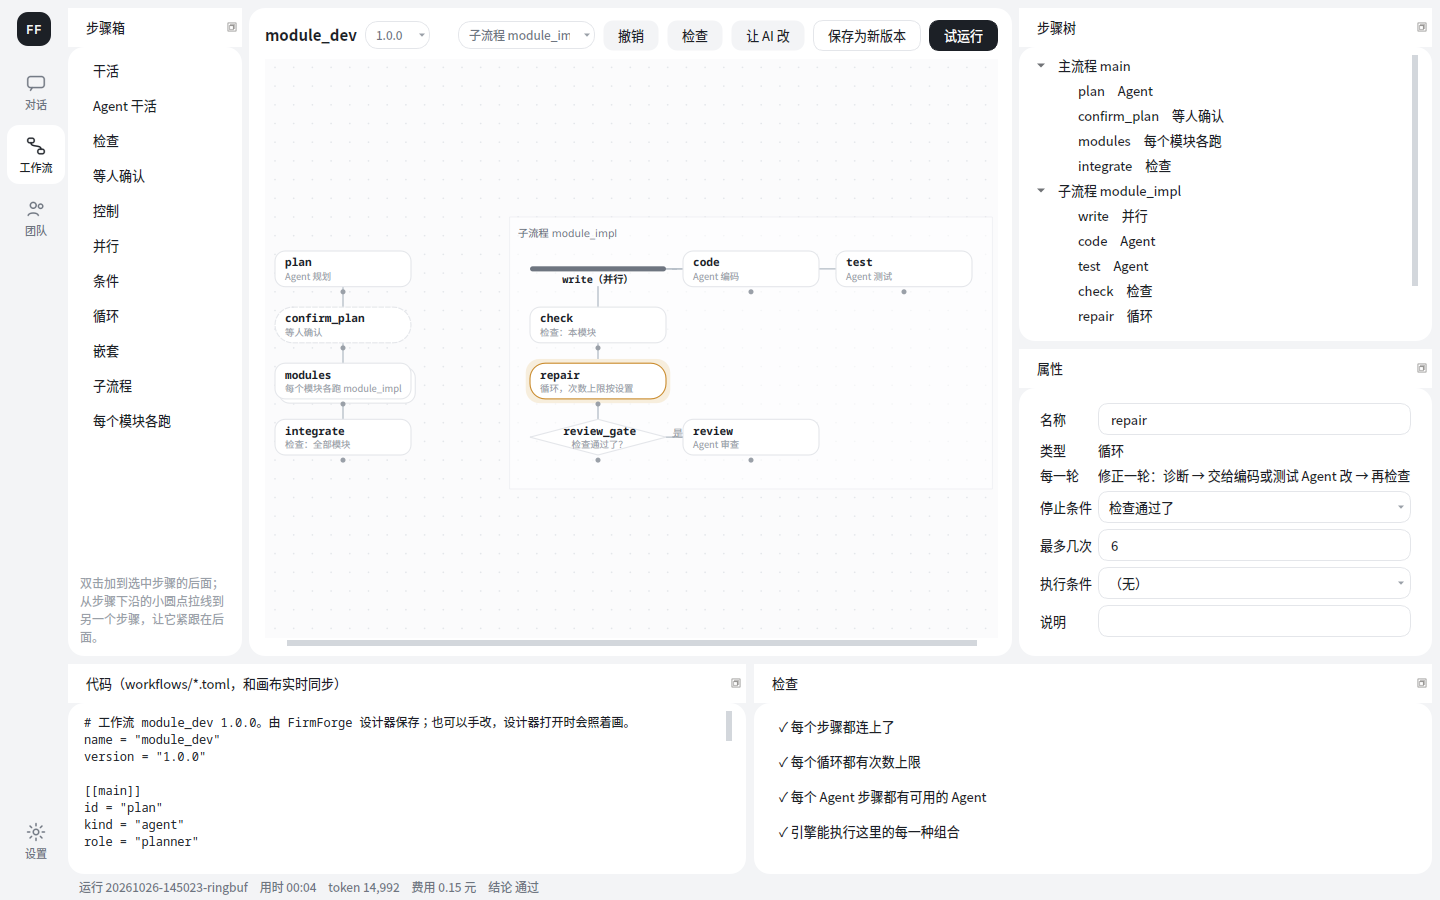 FF
对话
工作流
团队
设置
步骤箱
干活
Agent 干活
检查
等人确认
控制
并行
条件
循环
嵌套
子流程
每个模块各跑
双击加到选中步骤的后面；
从步骤下沿的小圆点拉线到
另一个步骤，让它紧跟在后
面。
module_dev
1.0.0
子流程 module_im
撤销
检查
让 AI 改
保存为新版本
试运行
plan
Agent 规划
confirm_plan
等人确认
modules
每个模块各跑 module_impl
integrate
检查：全部模块
子流程 module_impl
write（并行）
code
Agent 编码
test
Agent 测试
check
检查：本模块
repair
循环，次数上限按设置
review_gate
检查通过了？
是
review
Agent 审查
步骤树
主流程 main
plan Agent
confirm_plan 等人确认
modules 每个模块各跑
integrate 检查
子流程 module_impl
write 并行
code Agent
test Agent
check 检查
repair 循环
属性
名称 repair
类型 循环
每一轮 修正一轮：诊断 → 交给编码或测试 Agent 改 → 再检查
停止条件 检查通过了
最多几次 6
执行条件 （无）
说明
代码（workflows/*.toml，和画布实时同步）
# 工作流 module_dev 1.0.0。由 FirmForge 设计器保存；也可以手改，设计器打开时会照着画。
name = "module_dev"
version = "1.0.0"
[[main]]
id = "plan"
kind = "agent"
role = "planner"
检查
✓ 每个步骤都连上了
✓ 每个循环都有次数上限
✓ 每个 Agent 步骤都有可用的 Agent
✓ 引擎能执行这里的每一种组合
运行 20261026-145023-ringbuf 用时 00:04 token 14,992 费用 0.15 元 结论 通过